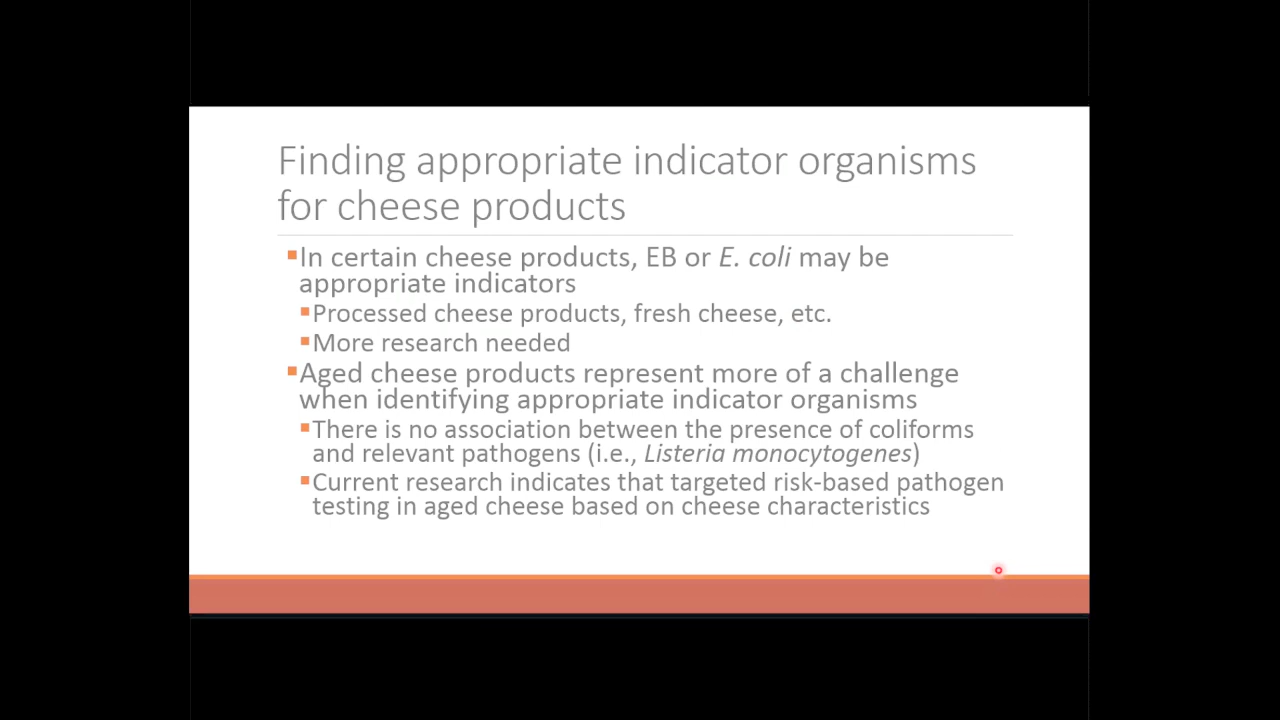 Finding appropriate indicator organisms
for cheese products
In certain cheese products, EB or E. coli may be
appropriate indicators
Processed cheese products, fresh cheese, etc.
More research needed
Aged cheese products represent more of a challenge
when identifying appropriate indicator organisms
There is no association between the presence of coliforms
and relevant pathogens (i.e., Listeria monocytogenes)
Current research indicates that targeted risk-based pathogen
testing in aged cheese based on cheese characteristics